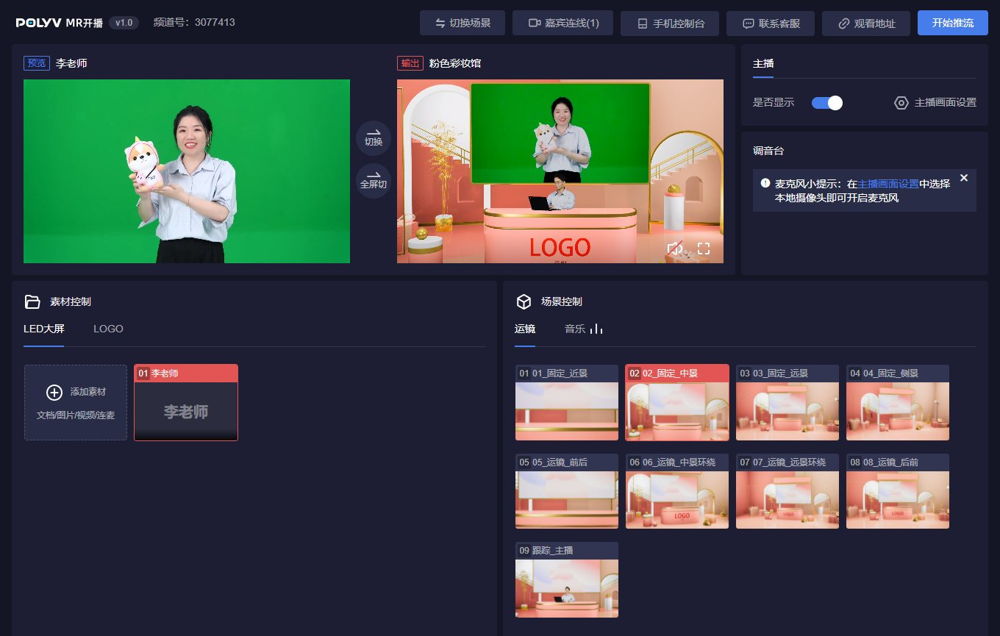 POLYV MR开播 v1.0 频道号：3077413
切换场景
嘉宾连线(1)
手机控制台
联系客服
观看地址
开始推流
预览 李老师
切换
全屏切
输出 粉色彩妆馆
LOGO
主播
是否显示
主播画面设置
调音台
麦克风小提示：在主播画面设置中选择
本地摄像头即可开启麦克风
素材控制
LED大屏 LOGO
添加素材
文档/图片/视频/连麦
01 李老师
李老师
场景控制
运镜 音乐
01 01_固定_近景
02 02_固定_中景
03 03_固定_远景
04 04_固定_侧景
05 05_运镜_前后
06 06_运镜_中景环绕
LOGO
07 07_运镜_远景环绕
LOGO
08 08_运镜_后前
LOGO
09 跟踪_主播